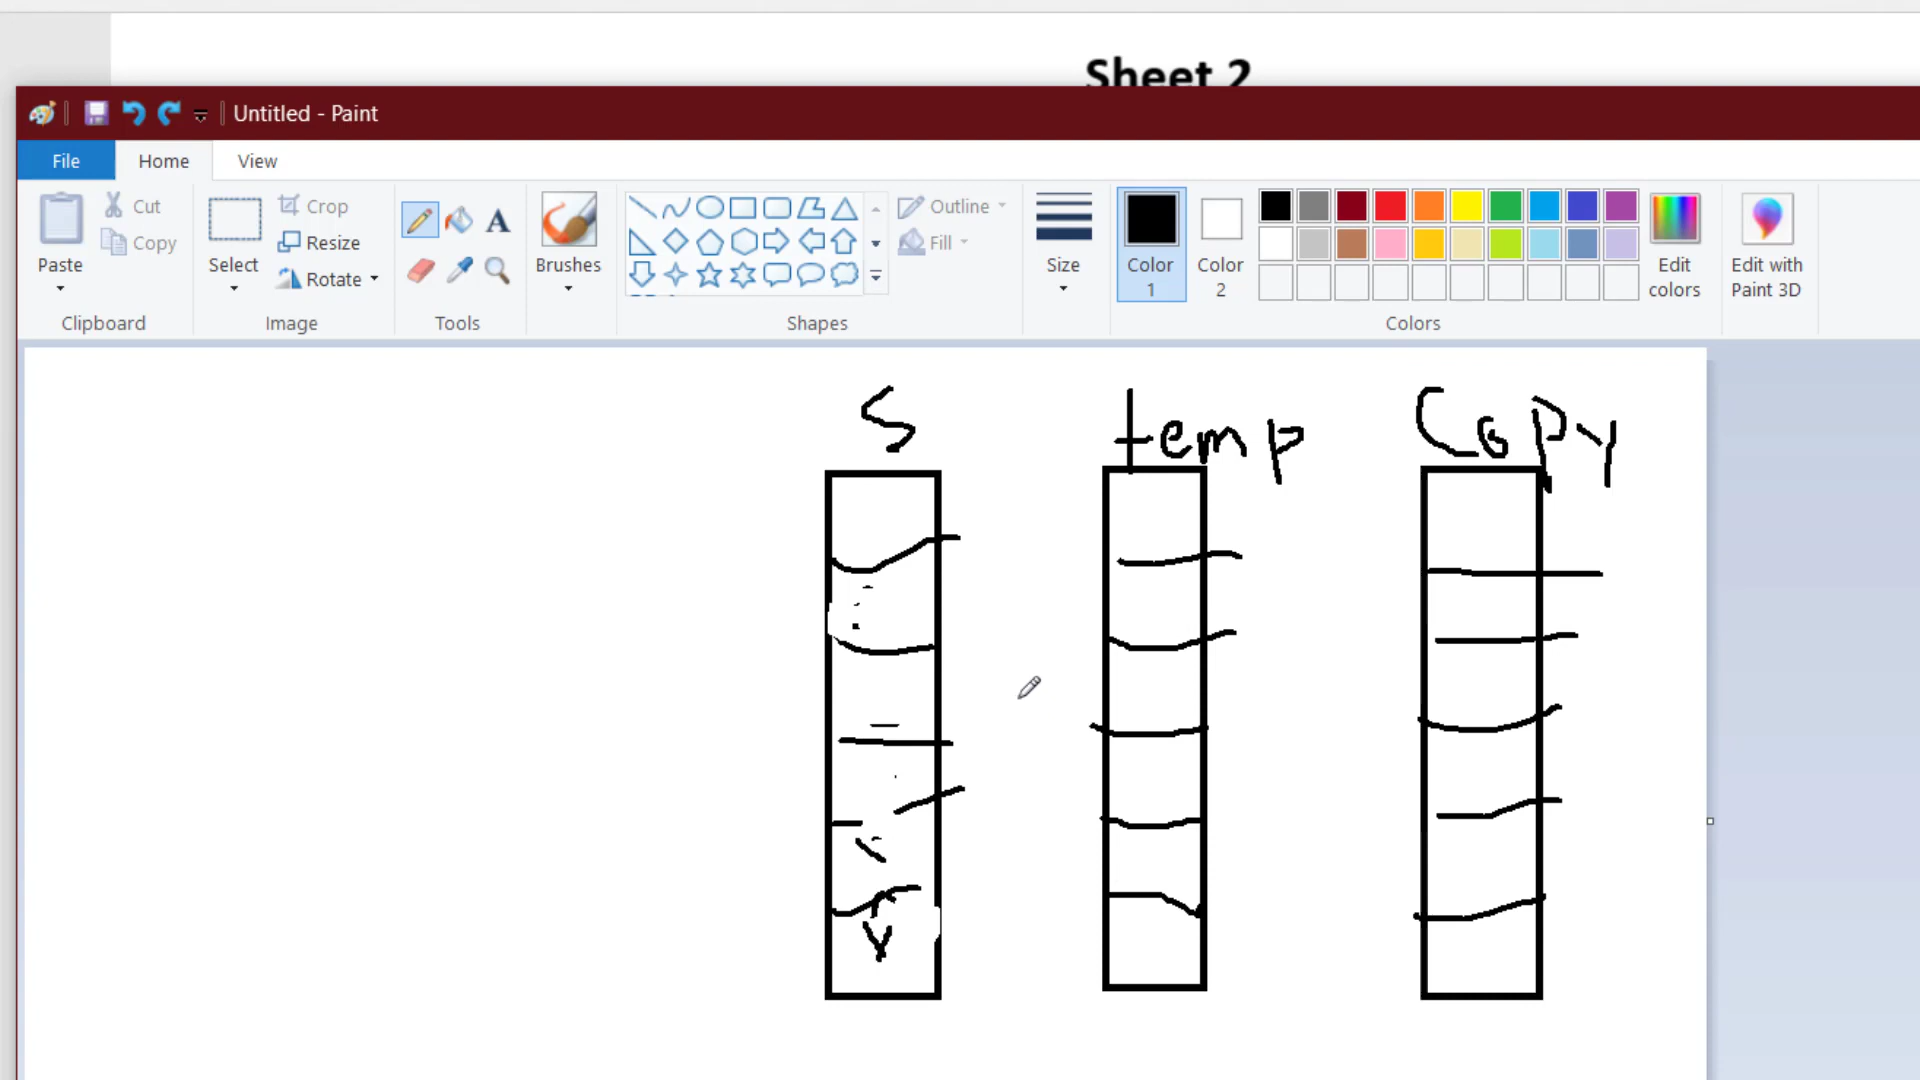 Sheet 2
Untitled - Paint
File Home View
Paste Cut Copy
Clipboard
Select Crop Resize Rotate
Image
A
Tools
Brushes
Shapes
Outline Fill
Size
Color 1 Color 2
Edit colors
Colors
Edit with Paint 3D
S temp Copy